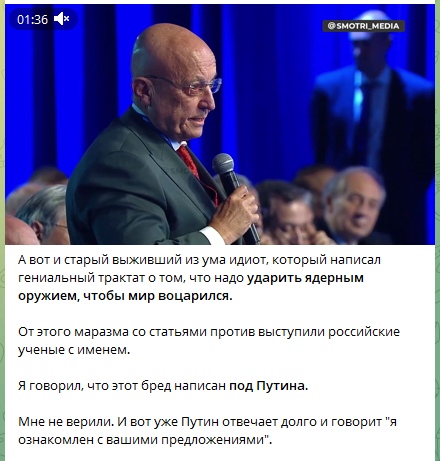 01:36
@SMOTRI_MEDIA
А вот и старый выживший из ума идиот, который написал
гениальный трактат о том, что надо ударить ядерным
оружием, чтобы мир воцарился.
От этого маразма со статьями против выступили российские
ученые с именем.
Я говорил, что этот бред написан под Путина.
Мне не верили. И вот уже Путин отвечает долго и говорит "я
ознакомлен с вашими предложениями".